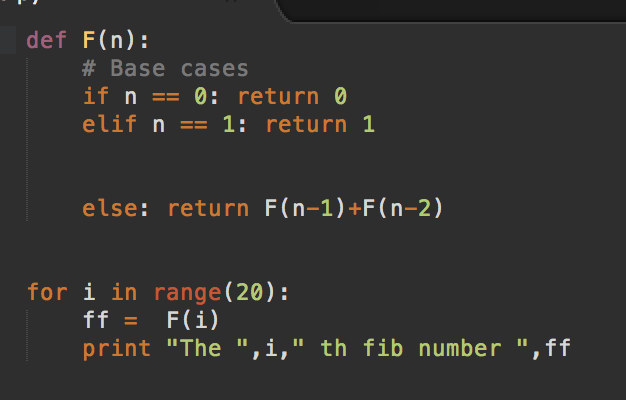 def F(n):
# Base cases
if n == 0: return 0
elif n == 1: return 1
else: return F(n-1)+F(n-2)
for i in range(20):
ff =  F(i)
print "The ",i," th fib number ",ff